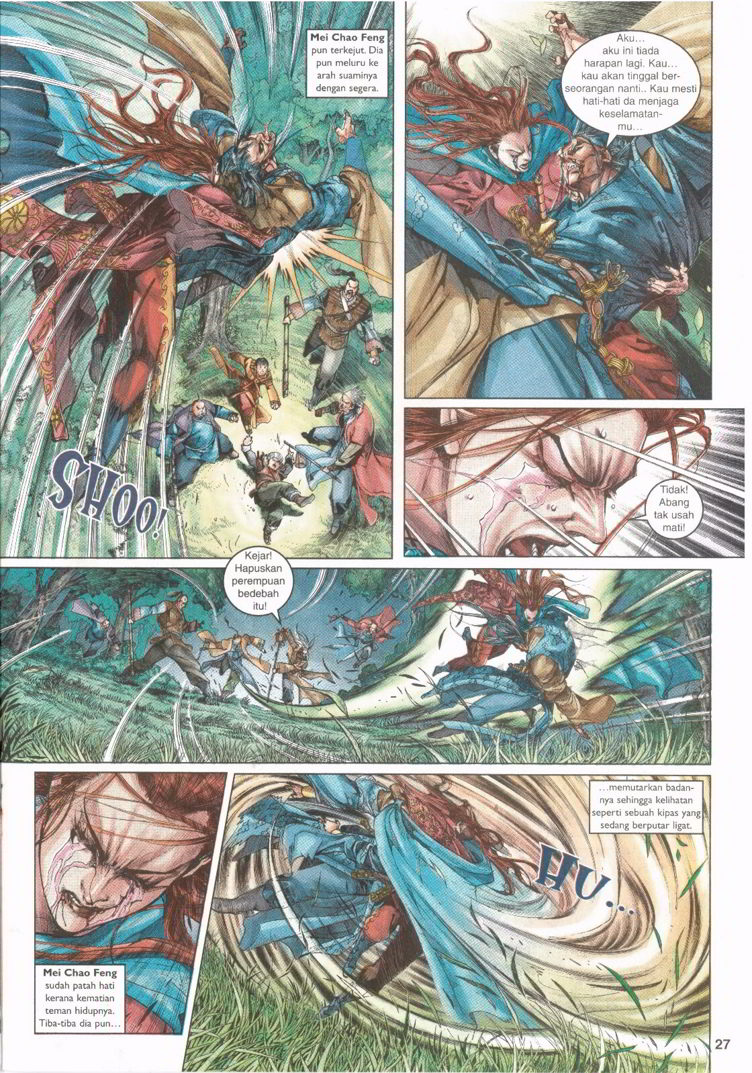 Mei Chao Feng
pun terkejut. Dia
pun meluru ke
arah suaminya
dengan segera.
SHOO!
Aku...
aku ini tiada
harapan lagi. Kau...
kau akan tinggal ber-
seorangan nanti.. Kau mesti
hati-hati da menjaga
keselamatan-
mu...
Tidak!
Abang
tak usah
mati!
Kejar!
Hapuskan
perempuan
bedebah
itu!
Mei Chao Feng
sudah patah hati
kerana kematian
teman hidupnya.
Tiba-tiba dia pun...
...memutarkan badan-
nya sehingga kelihatan
seperti sebuah kipas yang
sedang berputar ligat.
HU...
27